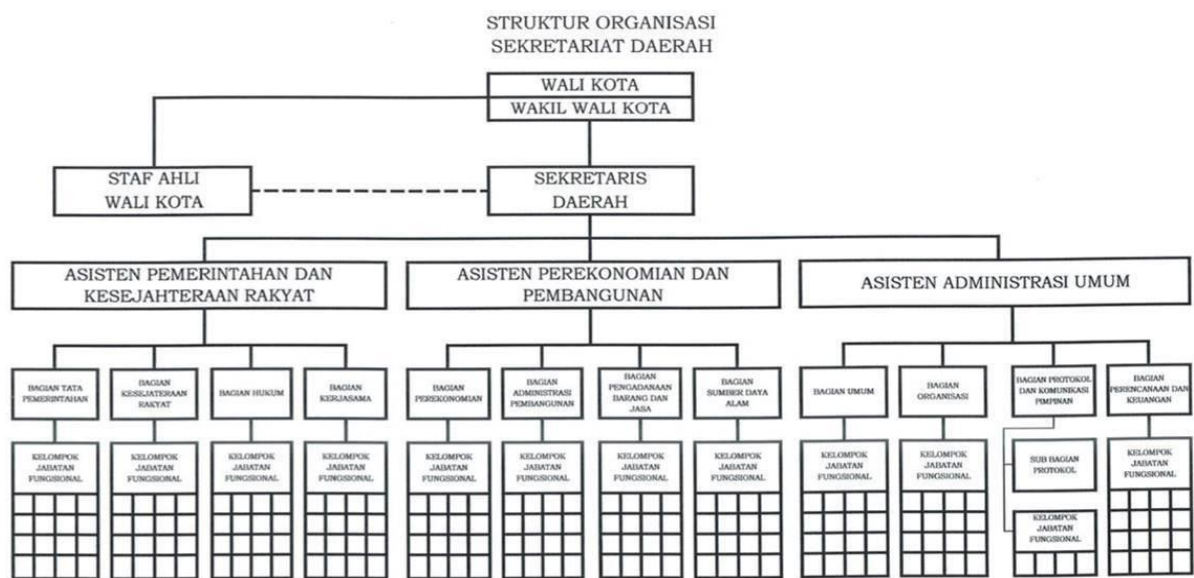 STRUKTUR ORGANISASI
SEKRETARIAT DAERAH
WALI KOTA
WAKIL WALI KOTA
STAF AHLI
WALI KOTA
SEKRETARIS
DAERAH
ASISTEN PEMERINTAHAN DAN
KESEJAHTERAAN RAKYAT
ASISTEN PEREKONOMIAN DAN
PEMBANGUNAN
ASISTEN ADMINISTRASI UMUM
BAGIAN TATA
PEMERINTAHAN
BAGIAN
KESEJATERAAN
RAKYAT
BAGIAN HUKUM
BAGIAN
KERJASAMA
BAGIAN
PEREKONOMIAN
BAGIAN
ADMINISTRASI
PEMBANGUNAN
BAGIAN
PENGADANAAN
BARANG DAN
JASA
BAGIAN
SUMBER DAYA
ALAM
BAGIAN UMUM
BAGIAN
ORGANISASI
BAGIAN PROTOKOL
DAN KOMUNIKASI
PIMPINAN
BAGIAN
PERENCANAAN DAN
KEUANGAN
KELOMPOK
JABATAN
FUNGSIONAL
KELOMPOK
JABATAN
FUNGSIONAL
KELOMPOK
JABATAN
FUNGSIONAL
KELOMPOK
JABATAN
FUNGSIONAL
KELOMPOK
JABATAN
FUNGSIONAL
KELOMPOK
JABATAN
FUNGSIONAL
KELOMPOK
JABATAN
FUNGSIONAL
KELOMPOK
JABATAN
FUNGSIONAL
KELOMPOK
JABATAN
FUNGSIONAL
KELOMPOK
JABATAN
FUNGSIONAL
SUB BAGIAN
PROTOKOL
KELOMPOK
JABATAN
FUNGSIONAL
KELOMPOK
JABATAN
FUNGSIONAL